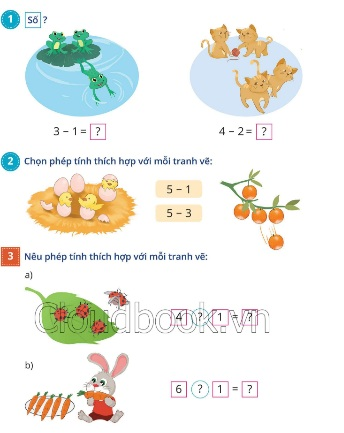 1 Số ?
3 − 1 = ?
4 − 2 = ?
2 Chọn phép tính thích hợp với mỗi tranh vẽ:
5 − 1
5 − 3
3 Nêu phép tính thích hợp với mỗi tranh vẽ:
a)
4 ? 1 = ?
Cloudbook.vn
b)
6 ? 1 = ?